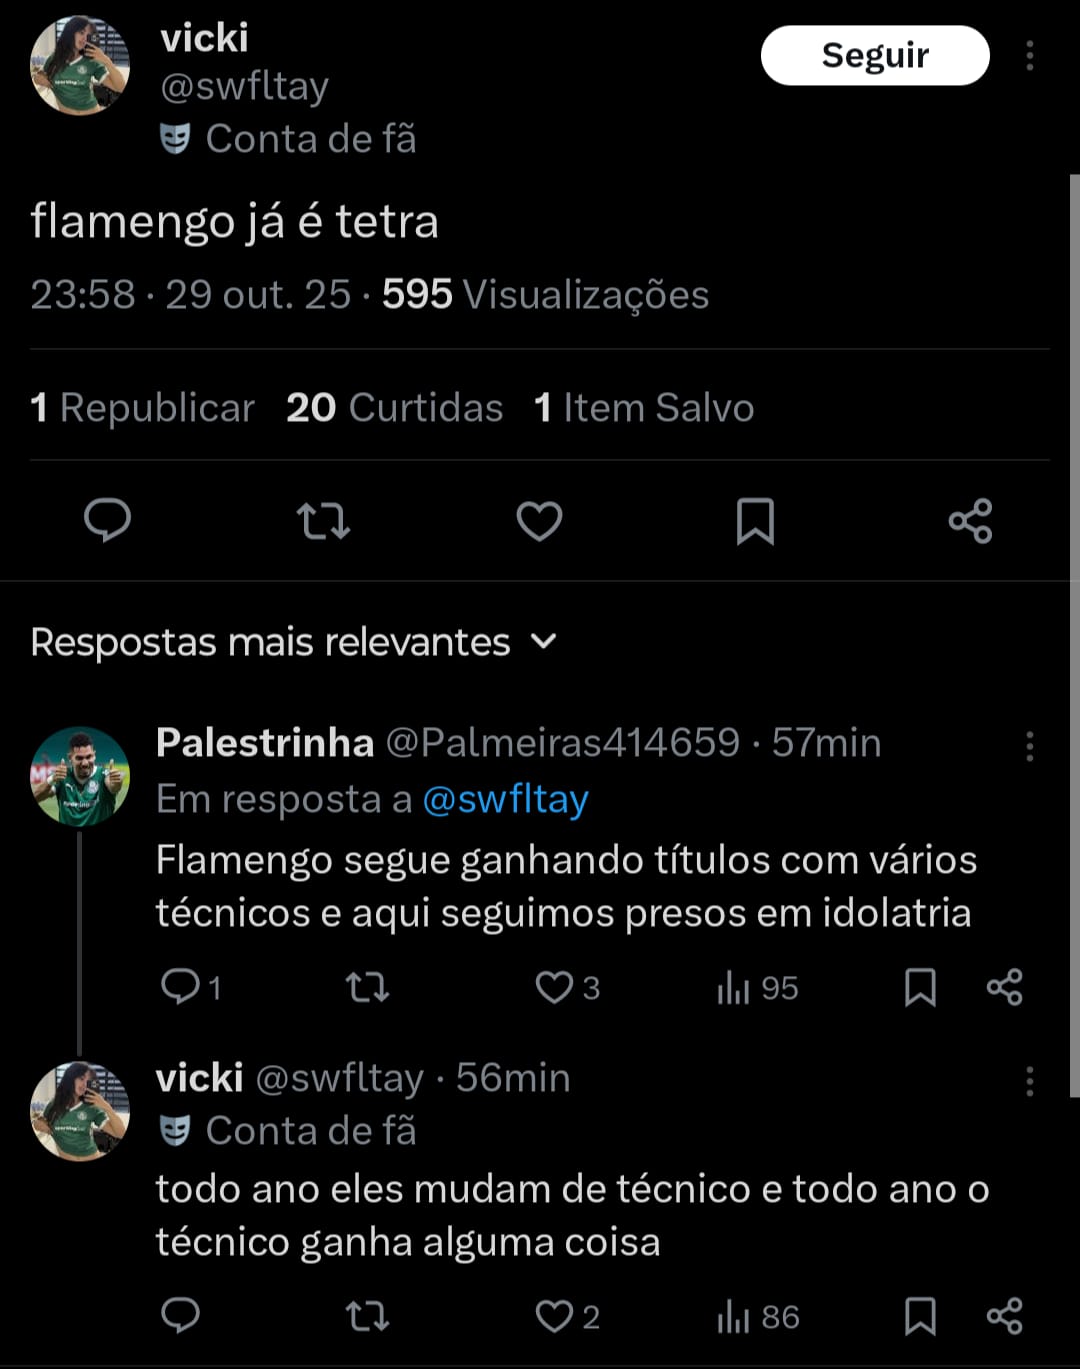 vicki
@swfltay
Conta de fã
Seguir
flamengo já é tetra
23:58 · 29 out. 25 · 595 Visualizações
1 Republicar 20 Curtidas 1 Item Salvo
Respostas mais relevantes
Palestrinha @Palmeiras414659 · 57min
Em resposta a @swfltay
Flamengo segue ganhando títulos com vários
técnicos e aqui seguimos presos em idolatria
1 3 95
vicki @swfltay · 56min
Conta de fã
todo ano eles mudam de técnico e todo ano o
técnico ganha alguma coisa
2 86